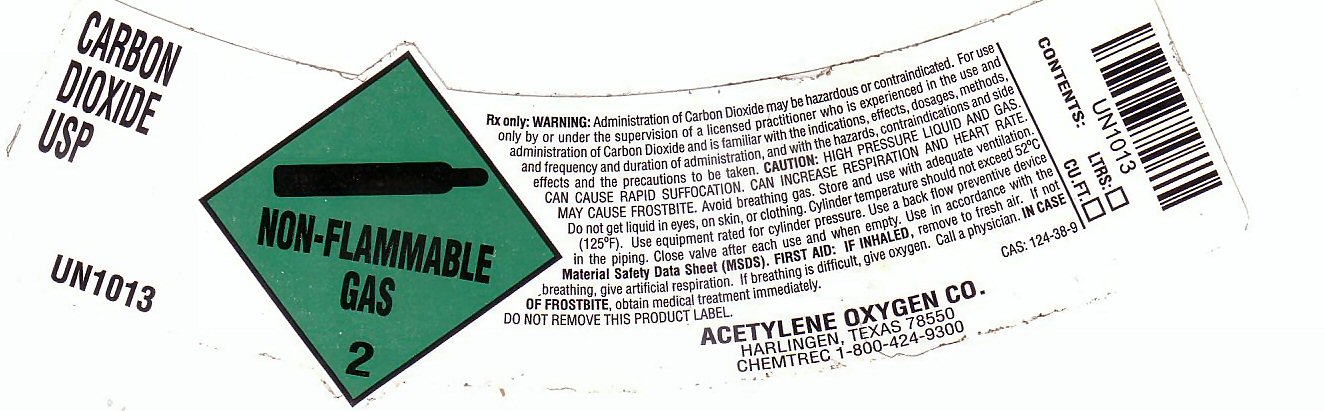 CARBON
DIOXIDE
USP
UN1013
NON-FLAMMABLE
GAS
2
Rx only: WARNING: Administration of Carbon Dioxide may be hazardous or contraindicated. For use
only by or under the supervision of a licensed practitioner who is experienced in the use and
administration of Carbon Dioxide and is familiar with the indications, effects, dosages, methods,
and frequency and duration of administration, and with the hazards, contraindications and side
effects and the precautions to be taken. CAUTION: HIGH PRESSURE LIQUID AND GAS.
CAN CAUSE RAPID SUFFOCATION. CAN INCREASE RESPIRATION AND HEART RATE.
MAY CAUSE FROSTBITE. Avoid breathing gas. Store and use with adequate ventilation.
Do not get liquid in eyes, on skin, or clothing. Cylinder temperature should not exceed 52°C
(125°F). Use equipment rated for cylinder pressure. Use a back flow preventive device
in the piping. Close valve after each use and when empty. Use in accordance with the
Material Safety Data Sheet (MSDS). FIRST AID: IF INHALED, remove to fresh air. If not
breathing, give artificial respiration. If breathing is difficult, give oxygen. Call a physician. IN CASE
OF FROSTBITE, obtain medical treatment immediately.
DO NOT REMOVE THIS PRODUCT LABEL.
CAS: 124-38-9
ACETYLENE OXYGEN CO.
HARLINGEN, TEXAS 78550
CHEMTREC 1-800-424-9300
CONTENTS:
LTRS:
CU.FT.
UN1013